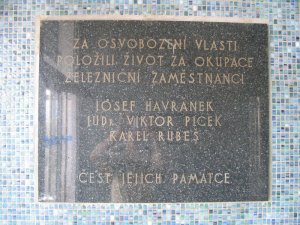 ZA OSVOBOZENÍ VLASTI
POLOŽILI ŽIVOT ZA OKUPACE
ŽELEZNIČNÍ ZAMĚSTNANCI
JOSEF HAVRÁNEK
JUDr VIKTOR PICEK
KAREL RUBEŠ
ČEST JEJICH PAMÁTCE